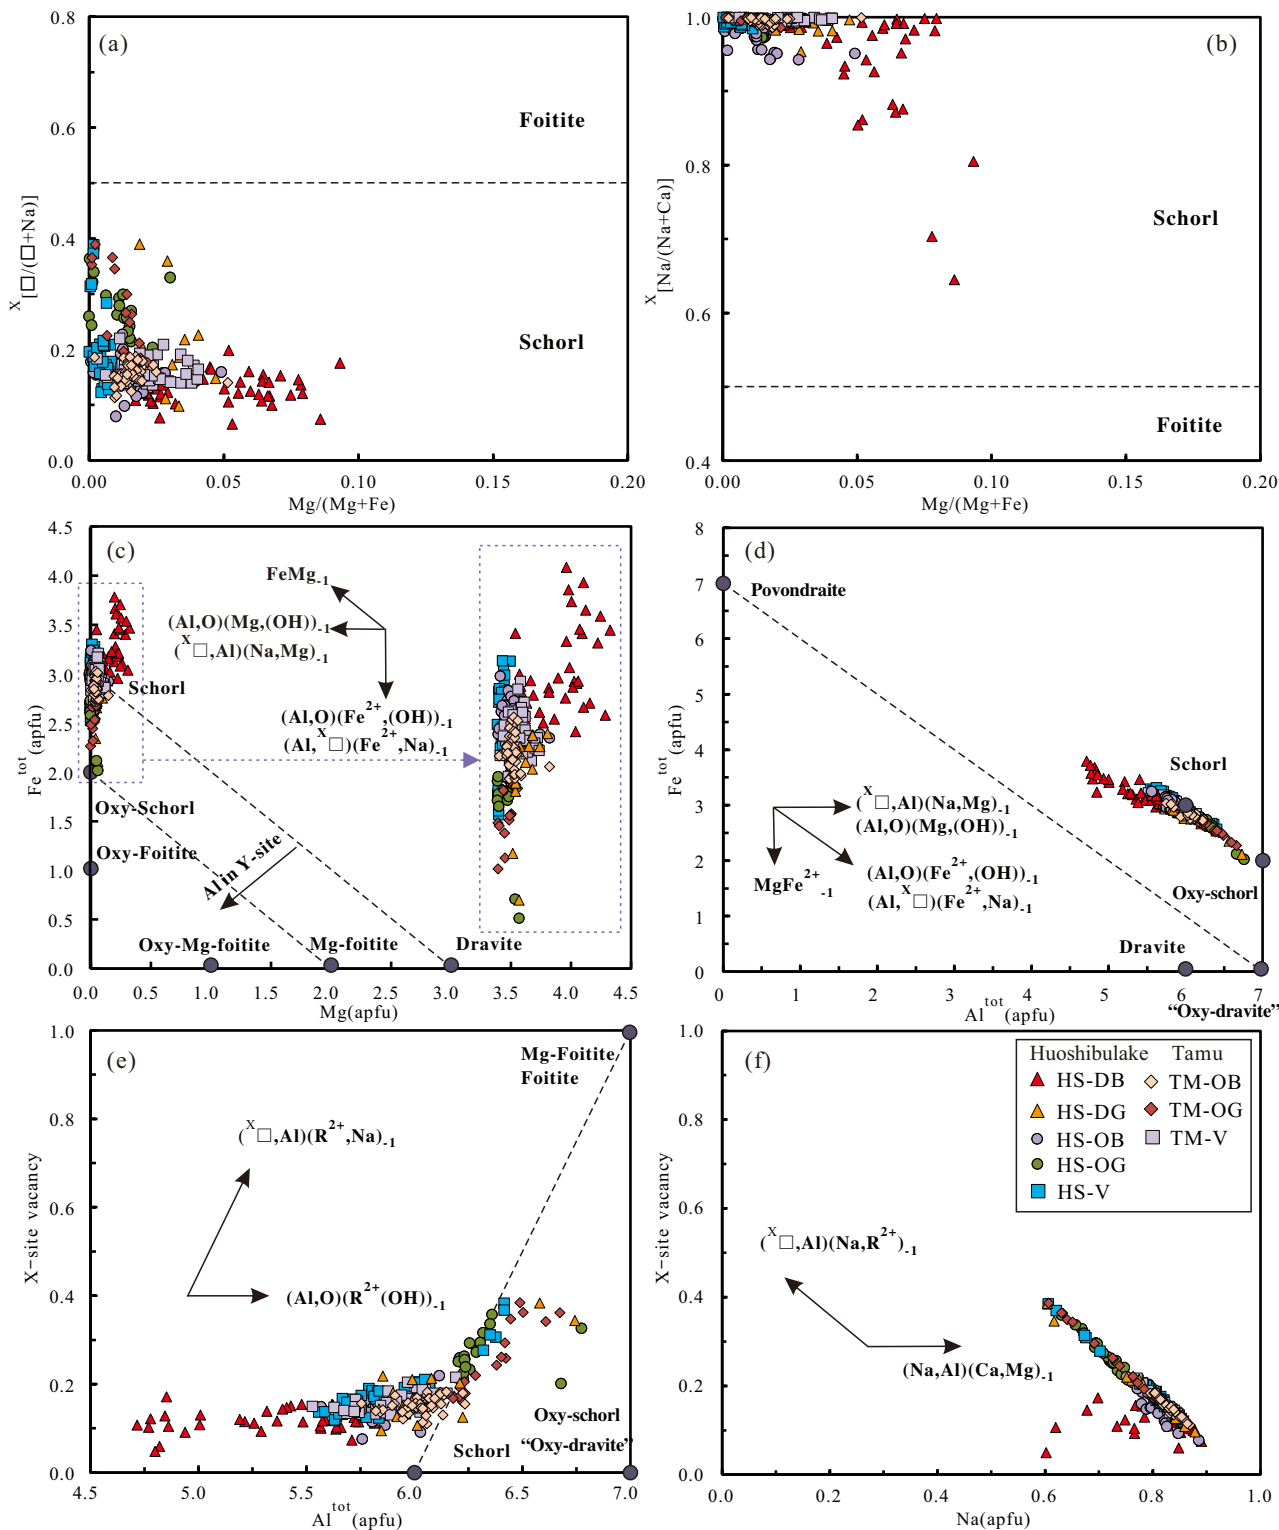 (a)
0.8
0.6
0.4
0.2
0.0
X[□/(□+Na)]
Foitite
Schorl
0.00 0.05 0.10 0.15 0.20
Mg/(Mg+Fe)
(b)
1.0
0.8
0.6
0.4
X[Na/(Na+Ca)]
Schorl
Foitite
0.00 0.05 0.10 0.15 0.20
Mg/(Mg+Fe)
(c)
4.5
4.0
3.5
3.0
2.5
2.0
1.5
1.0
0.5
0.0
Fe^tot (apfu)
FeMg₋₁
(Al,O)(Mg,(OH))₋₁
(^X□,Al)(Na,Mg)₋₁
(Al,O)(Fe²⁺,(OH))₋₁
(Al,^X□)(Fe²⁺,Na)₋₁
Schorl
Oxy-Schorl
Oxy-Foitite
Al in Y-site
Oxy-Mg-foitite
Mg-foitite
Dravite
0.0 0.5 1.0 1.5 2.0 2.5 3.0 3.5 4.0 4.5
Mg(apfu)
(d)
8
7
6
5
4
3
2
1
0
Fe^tot (apfu)
Povondraite
Schorl
(^X□,Al)(Na,Mg)₋₁
(Al,O)(Mg,(OH))₋₁
MgFe²⁺₋₁
(Al,O)(Fe²⁺,(OH))₋₁
(Al,^X□)(Fe²⁺,Na)₋₁
Oxy-schorl
Dravite
0 1 2 3 4 5 6 7
Al^tot (apfu)
“Oxy-dravite”
(e)
1.0
0.8
0.6
0.4
0.2
0.0
X-site vacancy
Mg-Foitite
Foitite
(^X□,Al)(R²⁺,Na)₋₁
(Al,O)(R²⁺(OH))₋₁
Oxy-schorl
Schorl
“Oxy-dravite”
4.5 5.0 5.5 6.0 6.5 7.0
Al^tot (apfu)
(f)
1.0
0.8
0.6
0.4
0.2
0.0
X-site vacancy
Huoshibulake Tamu
HS-DB TM-OB
HS-DG TM-OG
HS-OB TM-V
HS-OG
HS-V
(^X□,Al)(Na,R²⁺)₋₁
(Na,Al)(Ca,Mg)₋₁
0.0 0.2 0.4 0.6 0.8 1.0
Na(apfu)